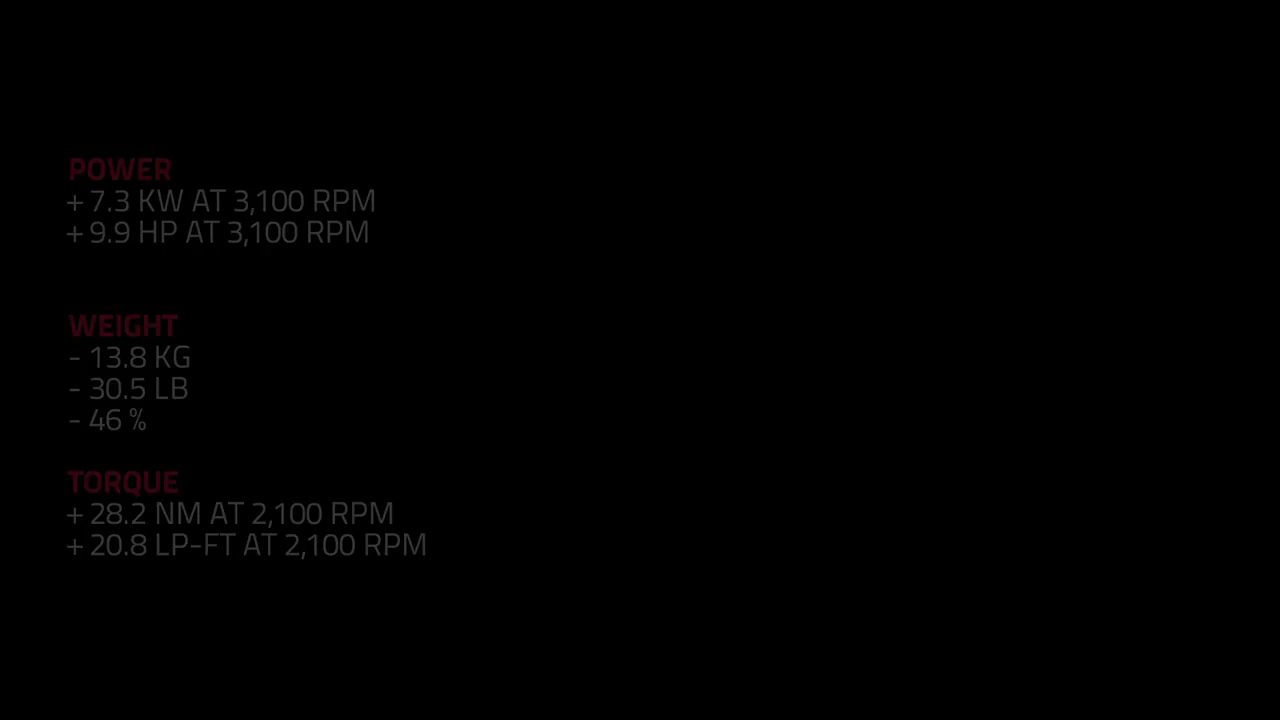 POWER
+ 7.3 KW AT 3,100 RPM
+ 9.9 HP AT 3,100 RPM
WEIGHT
- 13.8 KG
- 30.5 LB
- 46 %
TORQUE
+ 28.2 NM AT 2,100 RPM
+ 20.8 LP-FT AT 2,100 RPM